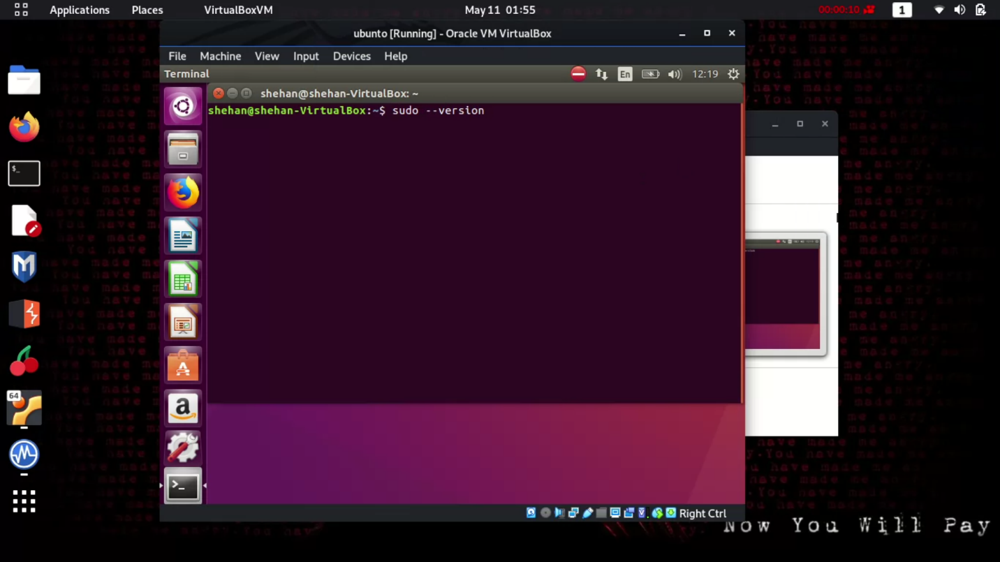 Applications Places VirtualBoxVM May 11 01:55 00:00:10 1
ubunto [Running] - Oracle VM VirtualBox
File Machine View Input Devices Help
Terminal En 12:19
shehan@shehan-VirtualBox: ~
shehan@shehan-VirtualBox:~$ sudo --version
64
Right Ctrl
Now You Will Pay